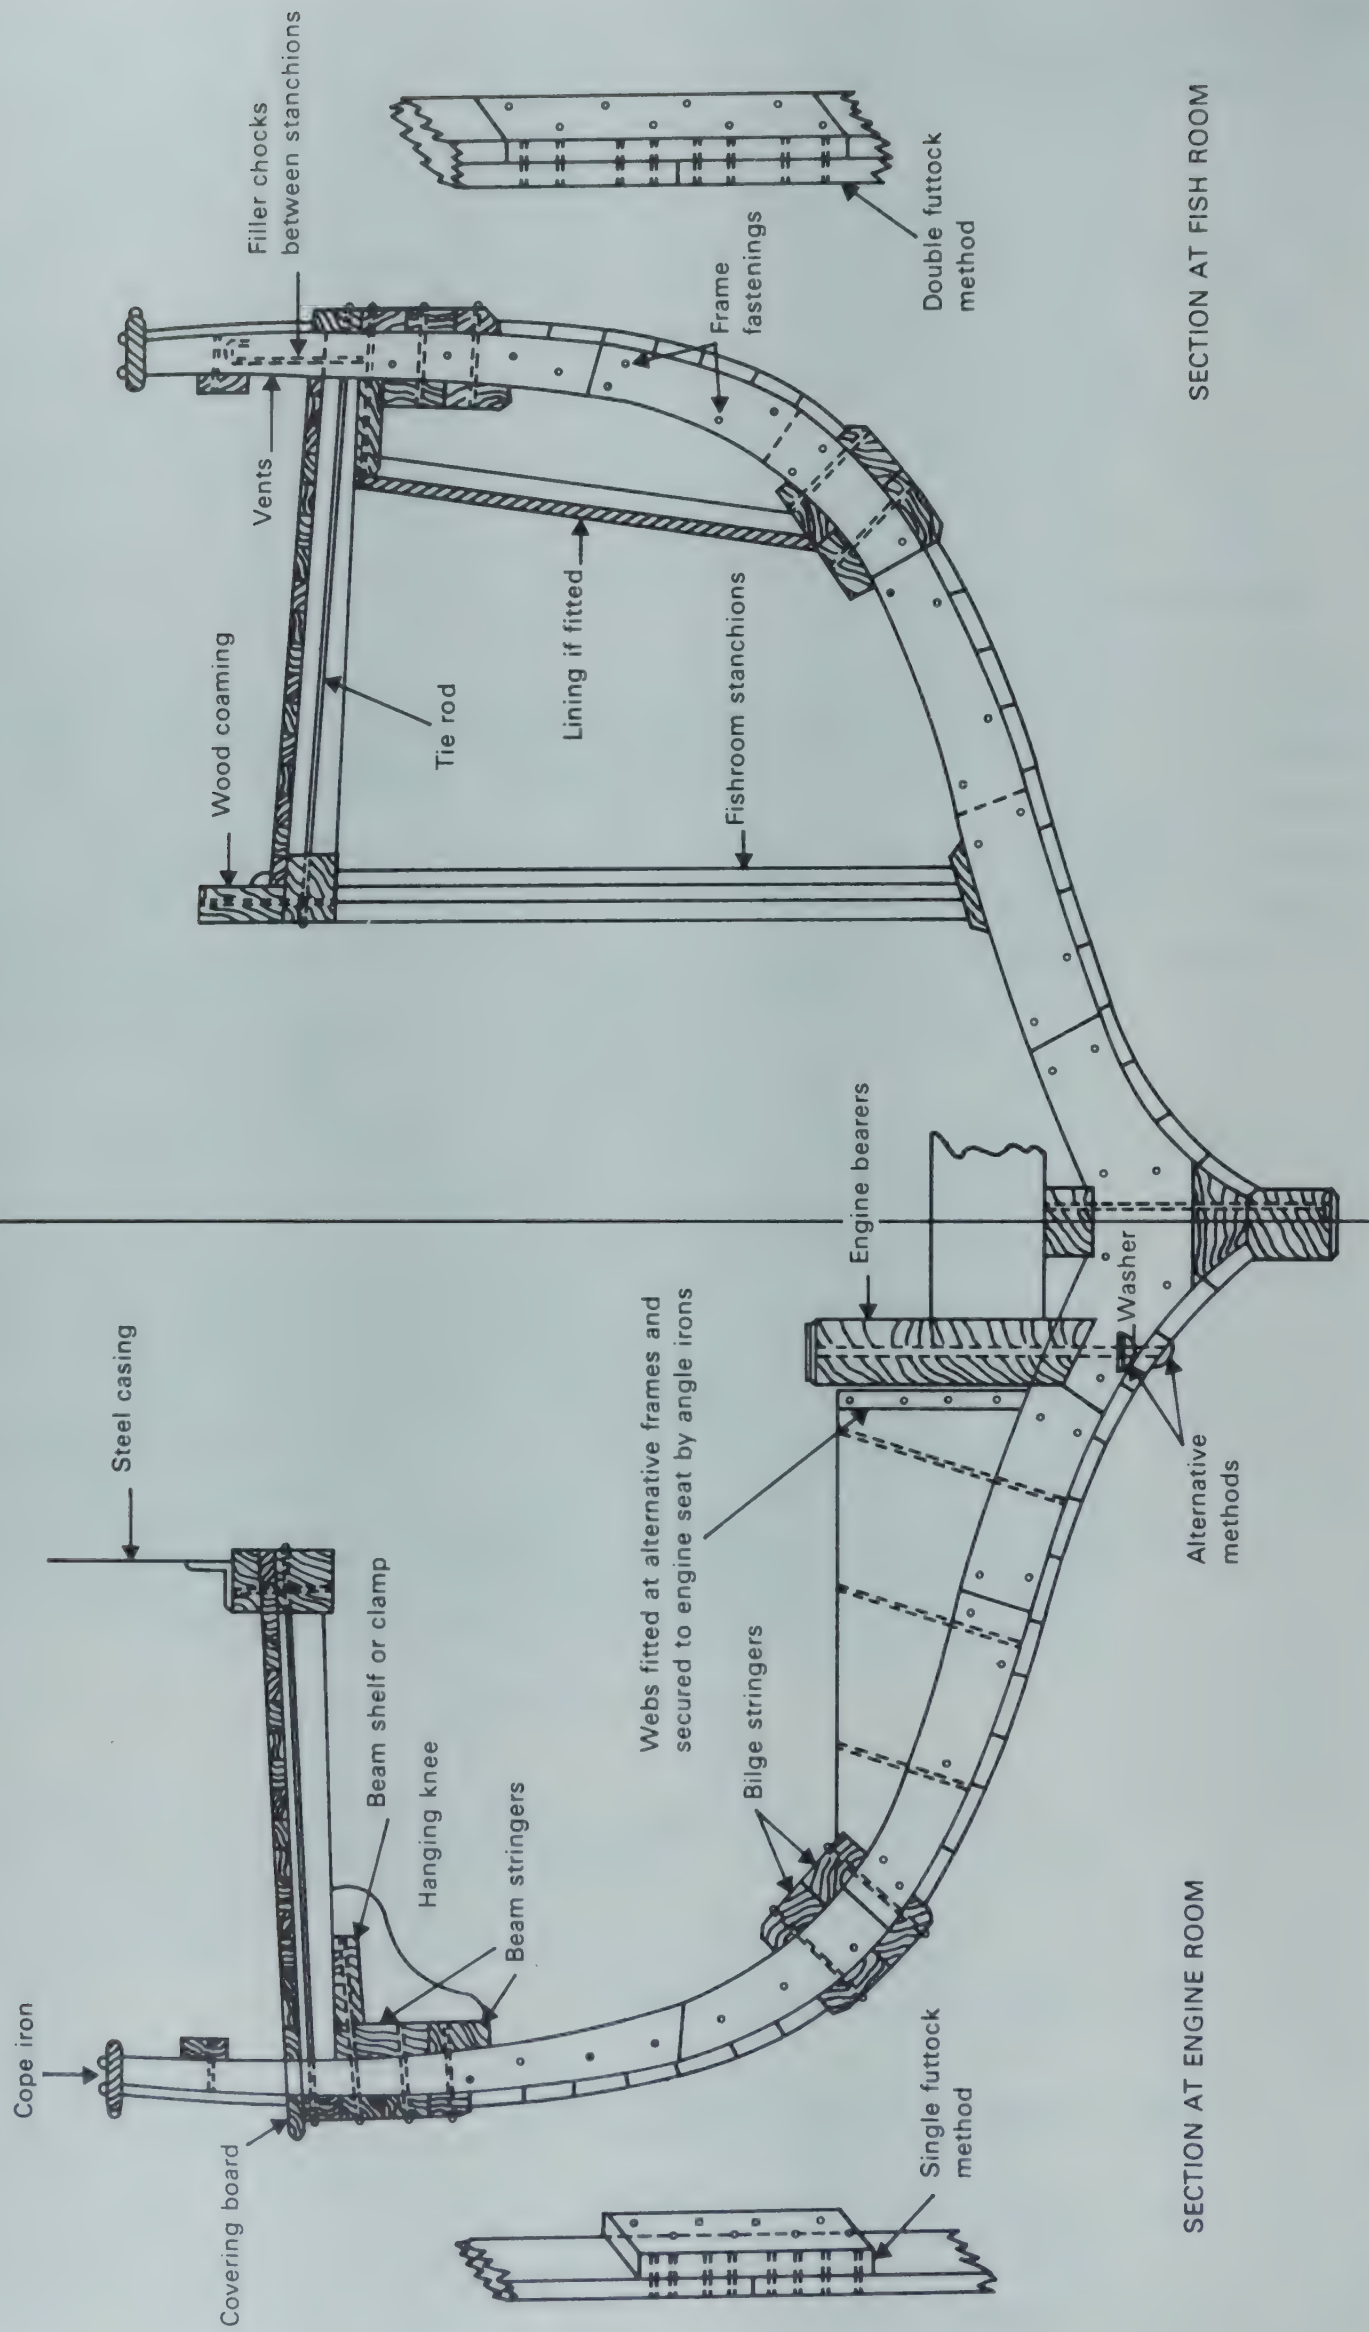 Cope iron
Covering board
Steel casing
Beam shelf or clamp
Hanging knee
Beam stringers
Webs fitted at alternative frames and
secured to engine seat by angle irons
Bilge stringers
Engine bearers
Washer
Alternative
methods
Single futtock
method
SECTION AT ENGINE ROOM
Filler chocks
between stanchions
Vents
Wood coaming
Tie rod
Lining if fitted
Fishroom stanchions
Frame
fastenings
Double futtock
method
SECTION AT FISH ROOM